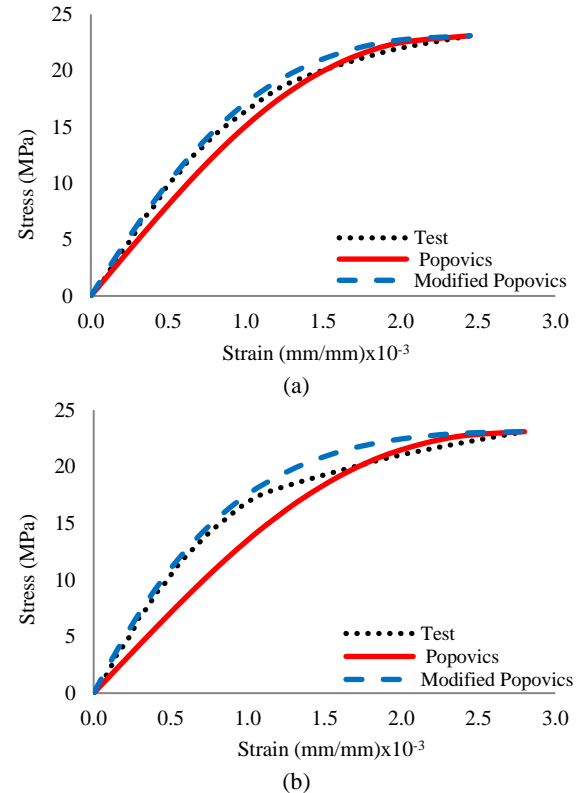 25
20
15
10
5
0
Stress (MPa)
Test
Popovics
Modified Popovics
0.0 0.5 1.0 1.5 2.0 2.5 3.0
Strain (mm/mm)x10⁻³
(a)
25
20
15
10
5
0
Stress (MPa)
Test
Popovics
Modified Popovics
0.0 0.5 1.0 1.5 2.0 2.5 3.0
Strain (mm/mm)x10⁻³
(b)